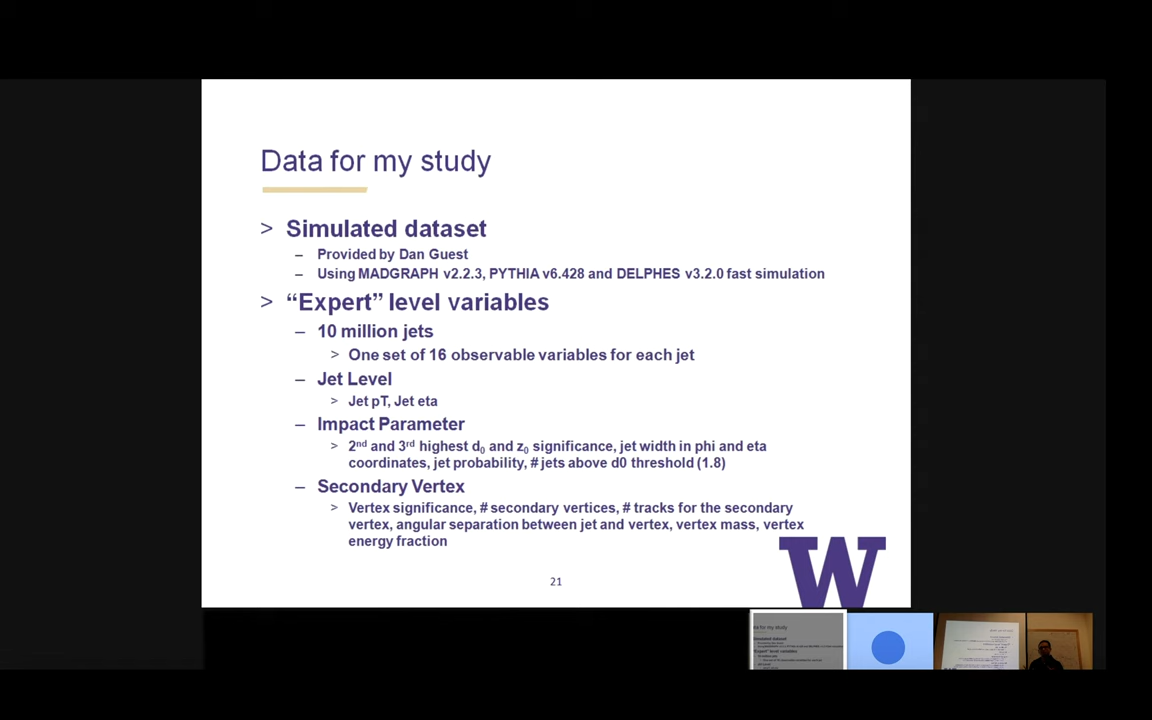 Data for my study
> Simulated dataset
– Provided by Dan Guest
– Using MADGRAPH v2.2.3, PYTHIA v6.428 and DELPHES v3.2.0 fast simulation
> “Expert” level variables
– 10 million jets
> One set of 16 observable variables for each jet
– Jet Level
> Jet pT, Jet eta
– Impact Parameter
> 2nd and 3rd highest d0 and z0 significance, jet width in phi and eta
coordinates, jet probability, # jets above d0 threshold (1.8)
– Secondary Vertex
> Vertex significance, # secondary vertices, # tracks for the secondary
vertex, angular separation between jet and vertex, vertex mass, vertex
energy fraction
21
W